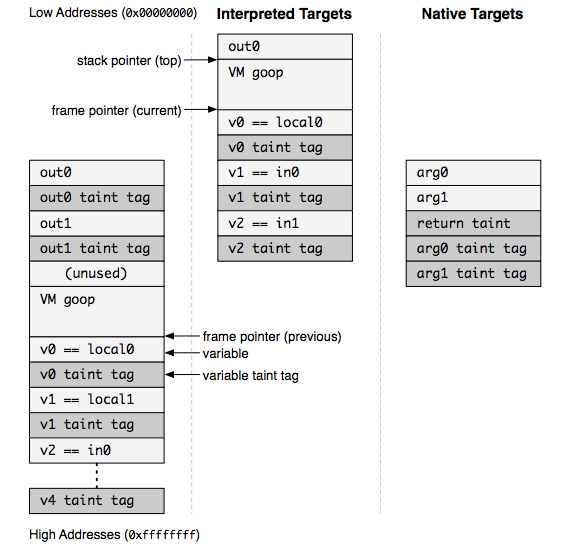 Low Addresses (0x00000000)
Interpreted Targets
Native Targets
out0
stack pointer (top)
VM goop
frame pointer (current)
v0 == local0
v0 taint tag
v1 == in0
v1 taint tag
v2 == in1
v2 taint tag
out0
out0 taint tag
out1
out1 taint tag
(unused)
VM goop
frame pointer (previous)
v0 == local0
variable
v0 taint tag
variable taint tag
v1 == local1
v1 taint tag
v2 == in0
v4 taint tag
arg0
arg1
return taint
arg0 taint tag
arg1 taint tag
High Addresses (0xffffffff)